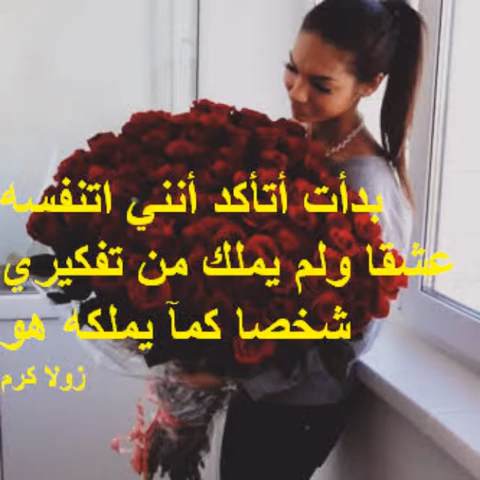 بدأت أتأكد أنني اتنفسه
عشقا ولم يملك من تفكيري
شخصا كمآ يملكه هو
زولا كرم